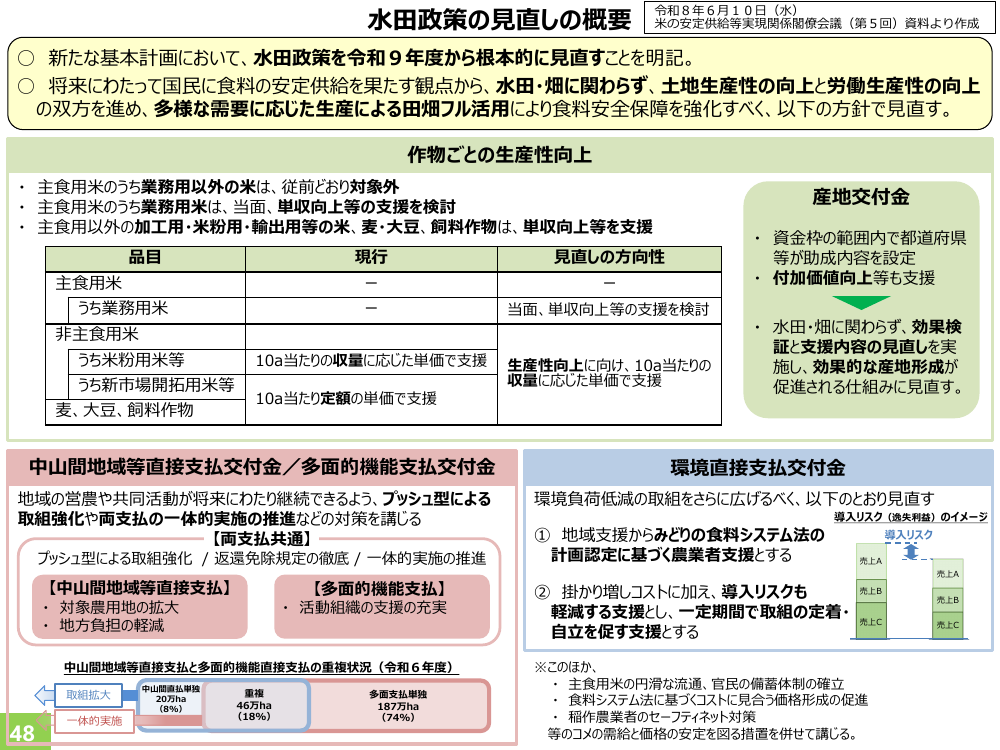 水田政策の見直しの概要
令和８年６月１０日（水）
米の安定供給等実現関係閣僚会議（第５回）資料より作成
○　新たな基本計画において、水田政策を令和９年度から根本的に見直すことを明記。
○　将来にわたって国民に食料の安定供給を果たす観点から、水田・畑に関わらず、土地生産性の向上と労働生産性の向上
の双方を進め、多様な需要に応じた生産による田畑フル活用により食料安全保障を強化すべく、以下の方針で見直す。
作物ごとの生産性向上
・　主食用米のうち業務用以外の米は、従前どおり対象外
・　主食用米のうち業務用米は、当面、単収向上等の支援を検討
・　主食用以外の加工用・米粉用・輸出用等の米、麦・大豆、飼料作物は、単収向上等を支援
品目　現行　見直しの方向性
主食用米　－　－
うち業務用米　－　当面、単収向上等の支援を検討
非主食用米
うち米粉用米等　10a当たりの収量に応じた単価で支援
うち新市場開拓用米等
麦、大豆、飼料作物
10a当たり定額の単価で支援
生産性向上に向け、10a当たりの
収量に応じた単価で支援
産地交付金
・　資金枠の範囲内で都道府県
等が助成内容を設定
・　付加価値向上等も支援
・　水田・畑に関わらず、効果検
証と支援内容の見直しを実
施し、効果的な産地形成が
促進される仕組みに見直す。
中山間地域等直接支払交付金／多面的機能支払交付金
地域の営農や共同活動が将来にわたり継続できるよう、プッシュ型による
取組強化や両支払の一体的実施の推進などの対策を講じる
【両支払共通】
プッシュ型による取組強化　/ 返還免除規定の徹底 / 一体的実施の推進
【中山間地域等直接支払】
・　対象農用地の拡大
・　地方負担の軽減
【多面的機能支払】
・　活動組織の支援の充実
中山間地域等直接支払と多面的機能直接支払の重複状況（令和６年度）
取組拡大
一体的実施
中山間直払単独
20万ha
（8%）
重複
46万ha
（18%）
多面支払単独
187万ha
（74%）
48
環境直接支払交付金
環境負荷低減の取組をさらに広げるべく、以下のとおり見直す
①　地域支援からみどりの食料システム法の
計画認定に基づく農業者支援とする
②　掛かり増しコストに加え、導入リスクも
軽減する支援とし、一定期間で取組の定着・
自立を促す支援とする
導入リスク（逸失利益）のイメージ
導入リスク
売上A
売上B
売上C
売上A
売上B
売上C
※このほか、
・　主食用米の円滑な流通、官民の備蓄体制の確立
・　食料システム法に基づくコストに見合う価格形成の促進
・　稲作農業者のセーフティネット対策
等のコメの需給と価格の安定を図る措置を併せて講じる。